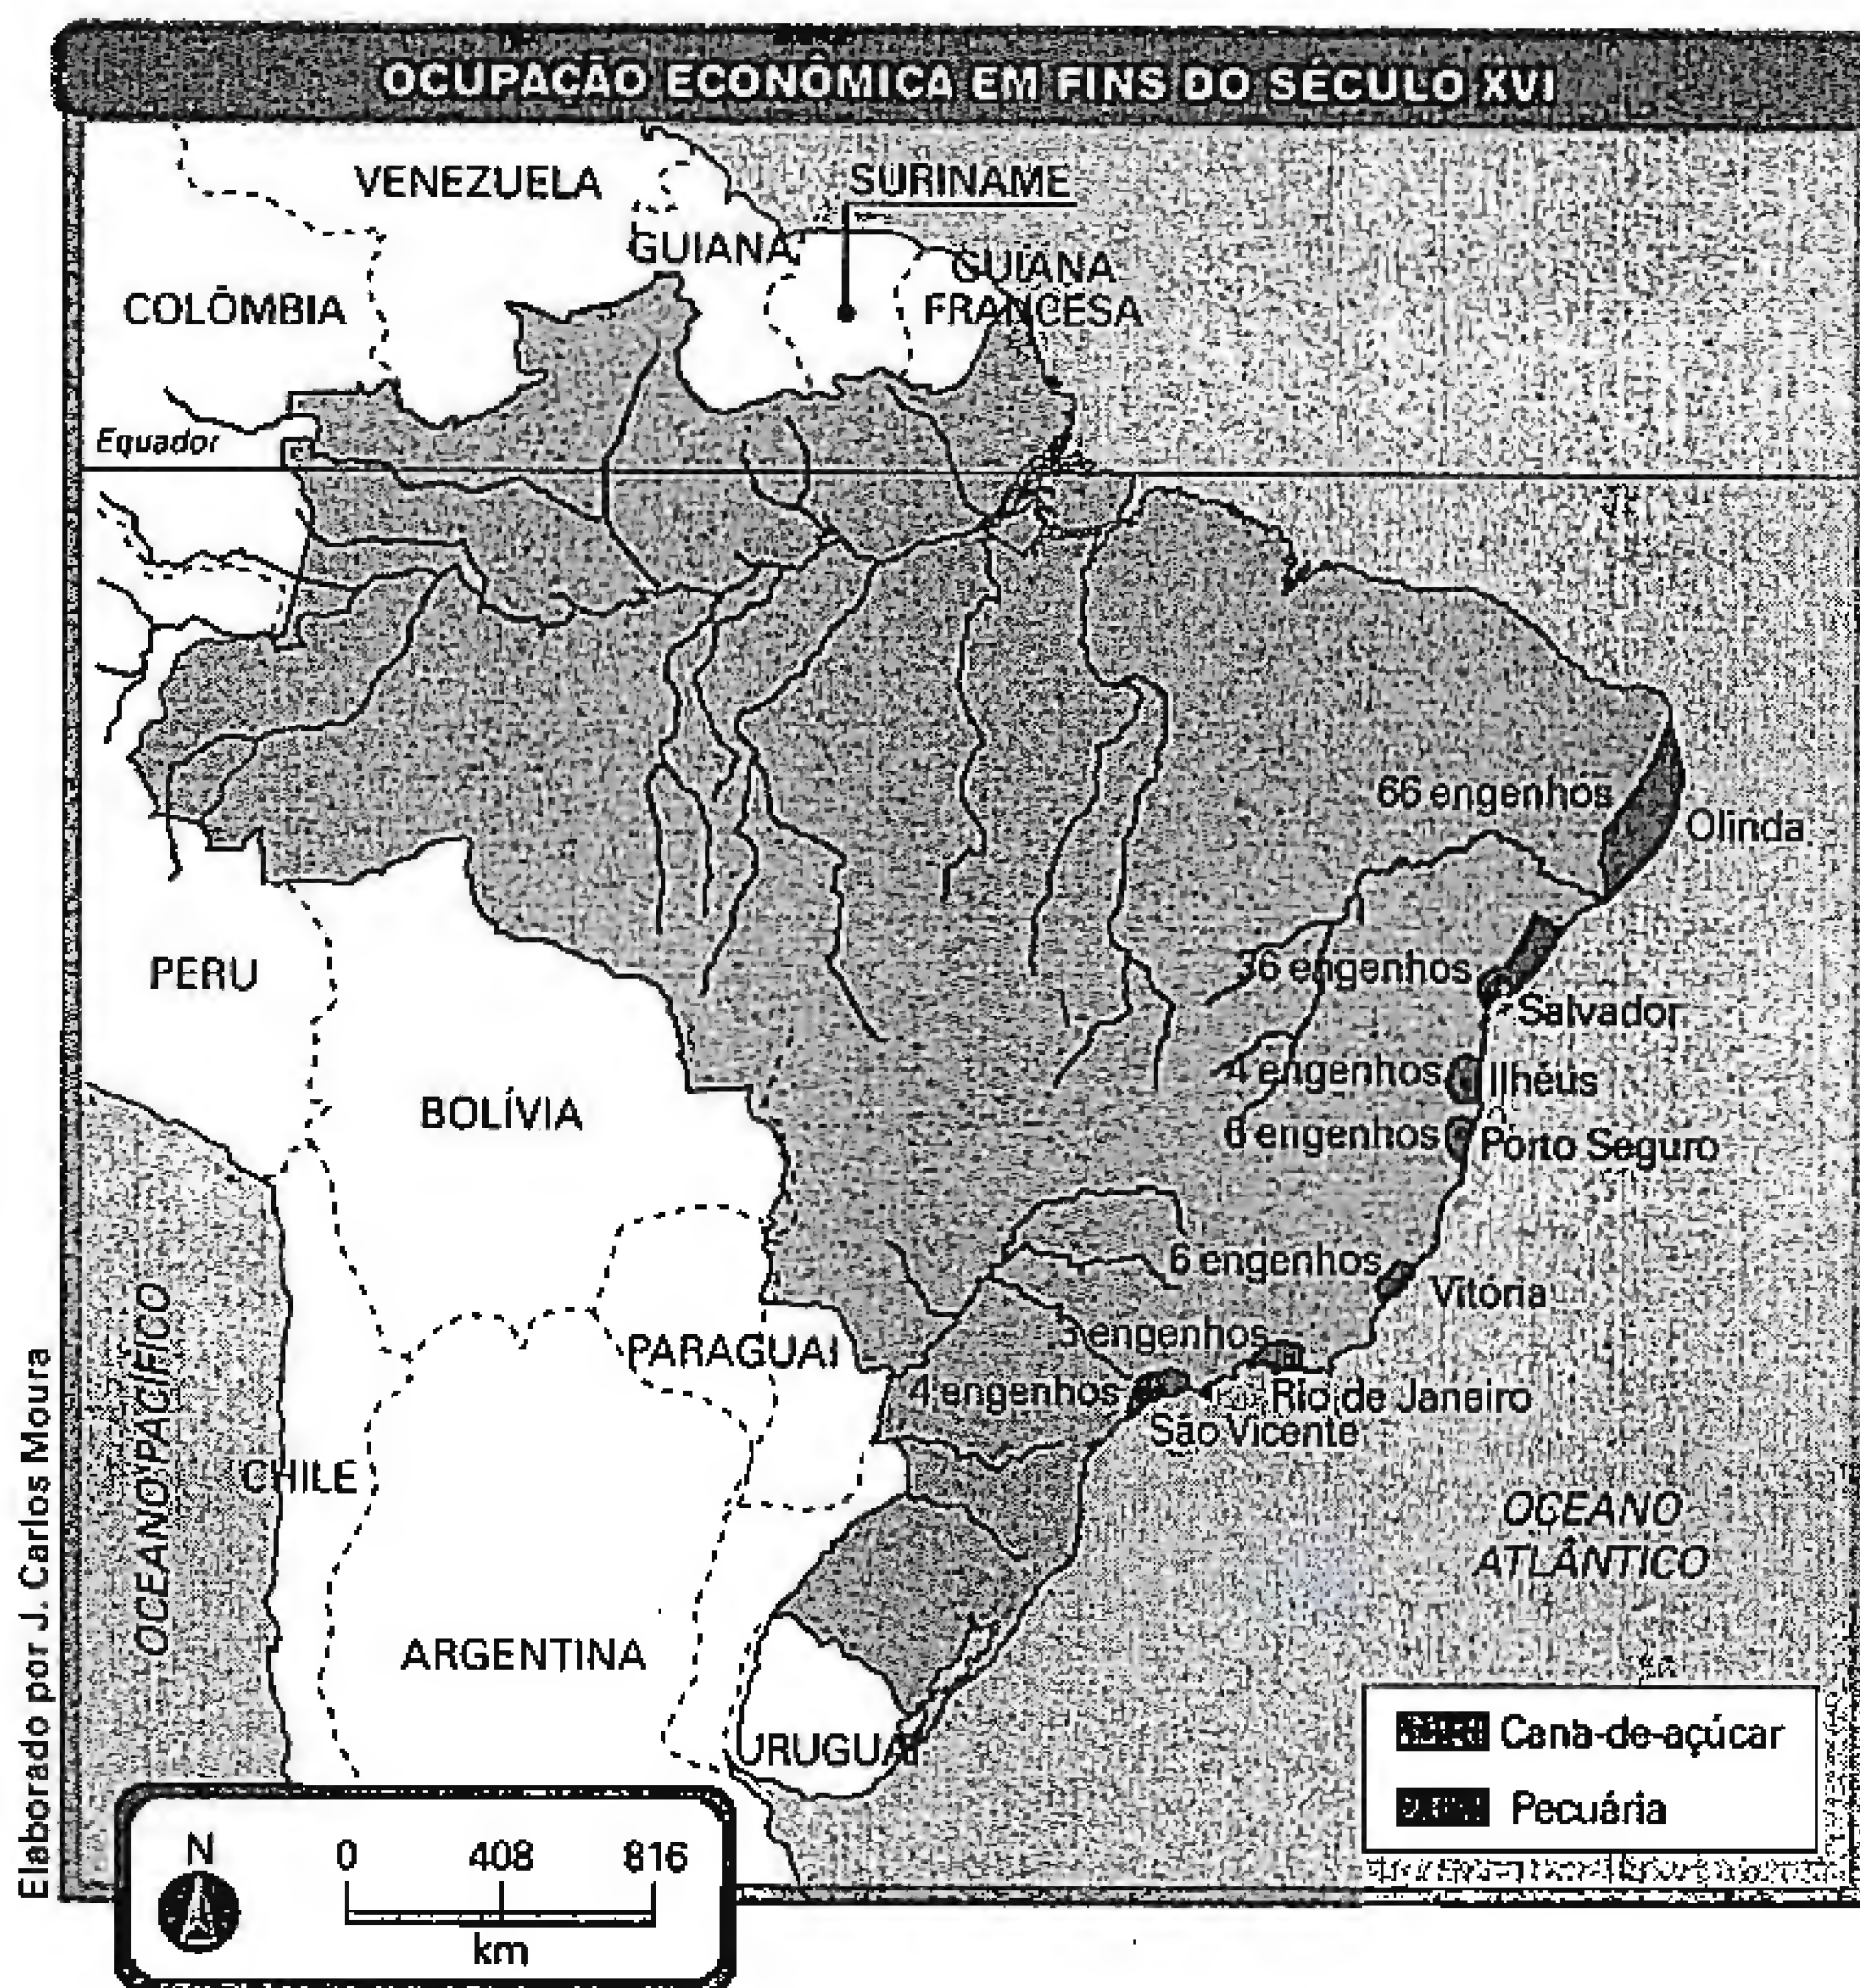 OCUPAÇÃO ECONÔMICA EM FINS DO SÉCULO XVI
VENEZUELA
SURINAME
GUIANA
GUIANA
FRANCESA
COLÔMBIA
Equador
66 engenhos
Olinda
PERU
engenhos
Salvador
BOLÍVIA
4 engenhos
Ilhéus
engenhos
Porto Seguro
6 engenhos
Vitória
PARAGUAI
3 engenhos
4 engenhos
Rio de Janeiro
São Vicente
OCEANO PACÍFICO
CHILE
OCEANO
ATLÂNTICO
ARGENTINA
URUGUAI
Cana-de-açúcar
Pecuária
N
0 408 816
km
Elaborado por J. Carlos Moura